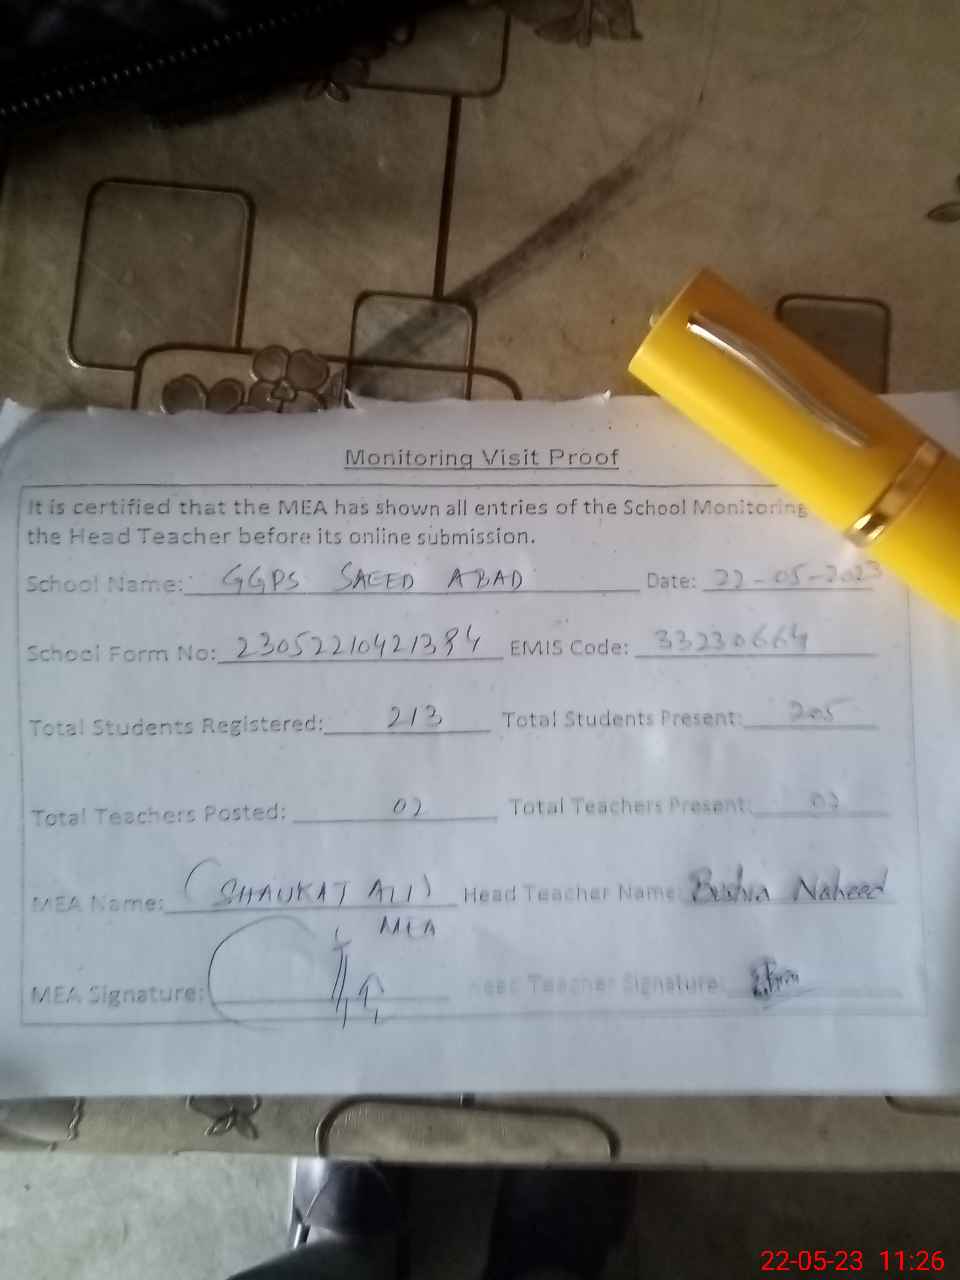 Monitoring Visit Proof
It is certified that the MEA has shown all entries of the School Monitoring
the Head Teacher before its online submission.
School Name: GGPS SAEED ABAD Date: 22-05-2023
School Form No: 23052210421384 EMIS Code: 33230664
Total Students Registered: 213 Total Students Present: 205
Total Teachers Posted: 02 Total Teachers Present: 02
MEA Name: (SHAUKAT ALI) Head Teacher Name: Bushra Naheed
MEA
MEA Signature: Head Teacher Signature:
22-05-23 11:26